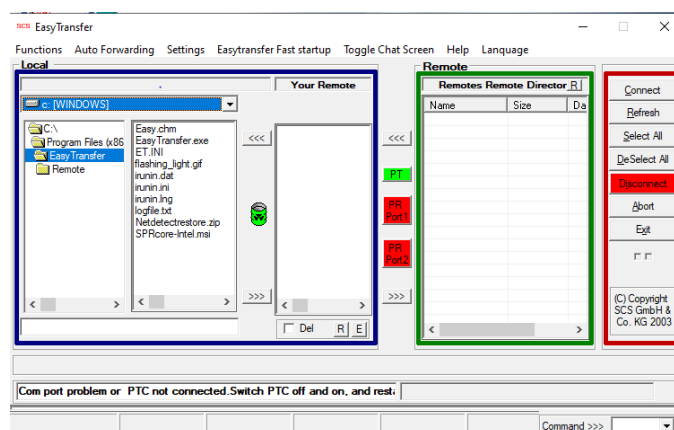 SCS EasyTransfer
Functions Auto Forwarding Settings Easytransfer Fast startup Toggle Chat Screen Help Lanquage
Local
Your Remote
c: [WINDOWS]
C:\
Program Files (x86
EasyTransfer
Remote
Easy.chm
EasyTransfer.exe
ET.INI
flashing_light.gif
irunin.dat
irunin.ini
irunin.lng
logfile.txt
Netdetectrestore.zip
SPRcore-Intel.msi
<<<
>>>
Del R E
<<<
PT
PR
Port1
PR
Port2
>>>
Remote
Remotes Remote Director R
Name Size Da
Connect
Refresh
Select All
DeSelect All
Disconnect
Abort
Exit
(C) Copyright
SCS GmbH &
Co. KG 2003
Com port problem or PTC not connected.Switch PTC off and on, and resta
Command >>>